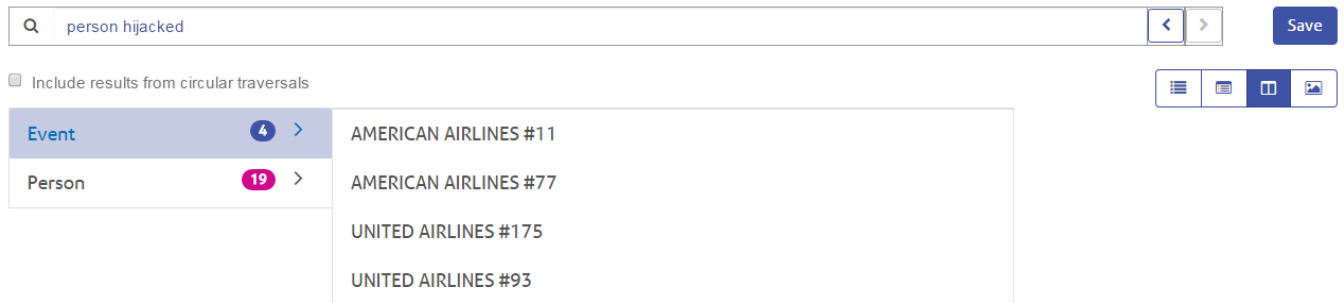 person hijacked
Save
Include results from circular traversals
Event 4
AMERICAN AIRLINES #11
Person 19
AMERICAN AIRLINES #77
UNITED AIRLINES #175
UNITED AIRLINES #93